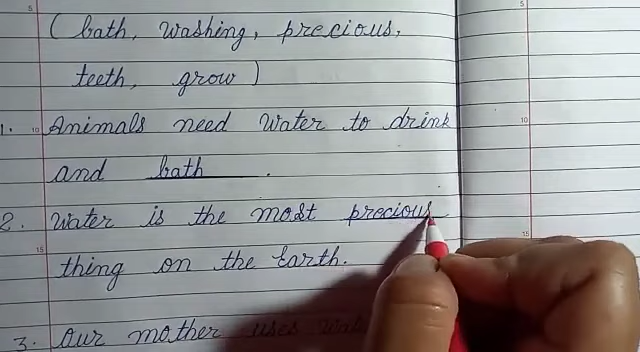 (bath, washing, precious,
teeth, grow)
1. Animals need water to drink
and bath.
2. Water is the most precious
thing on the Earth.
3. Our mother uses